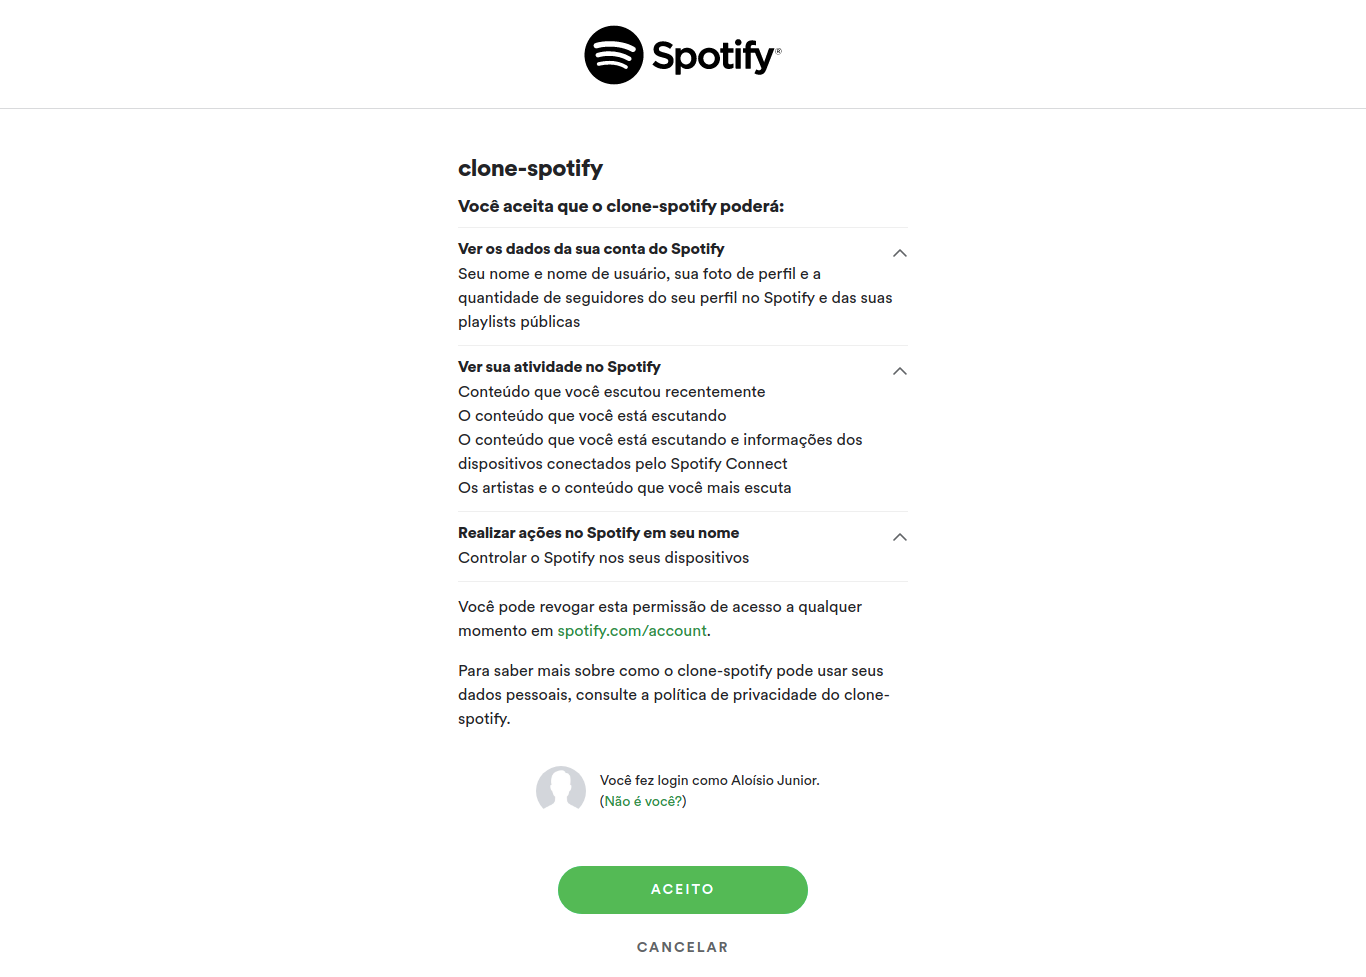 Spotify®
clone-spotify
Você aceita que o clone-spotify poderá:
Ver os dados da sua conta do Spotify
Seu nome e nome de usuário, sua foto de perfil e a
quantidade de seguidores do seu perfil no Spotify e das suas
playlists públicas
Ver sua atividade no Spotify
Conteúdo que você escutou recentemente
O conteúdo que você está escutando
O conteúdo que você está escutando e informações dos
dispositivos conectados pelo Spotify Connect
Os artistas e o conteúdo que você mais escuta
Realizar ações no Spotify em seu nome
Controlar o Spotify nos seus dispositivos
Você pode revogar esta permissão de acesso a qualquer
momento em spotify.com/account.
Para saber mais sobre como o clone-spotify pode usar seus
dados pessoais, consulte a política de privacidade do clone-
spotify.
Você fez login como Aloísio Junior.
(Não é você?)
ACEITO
CANCELAR